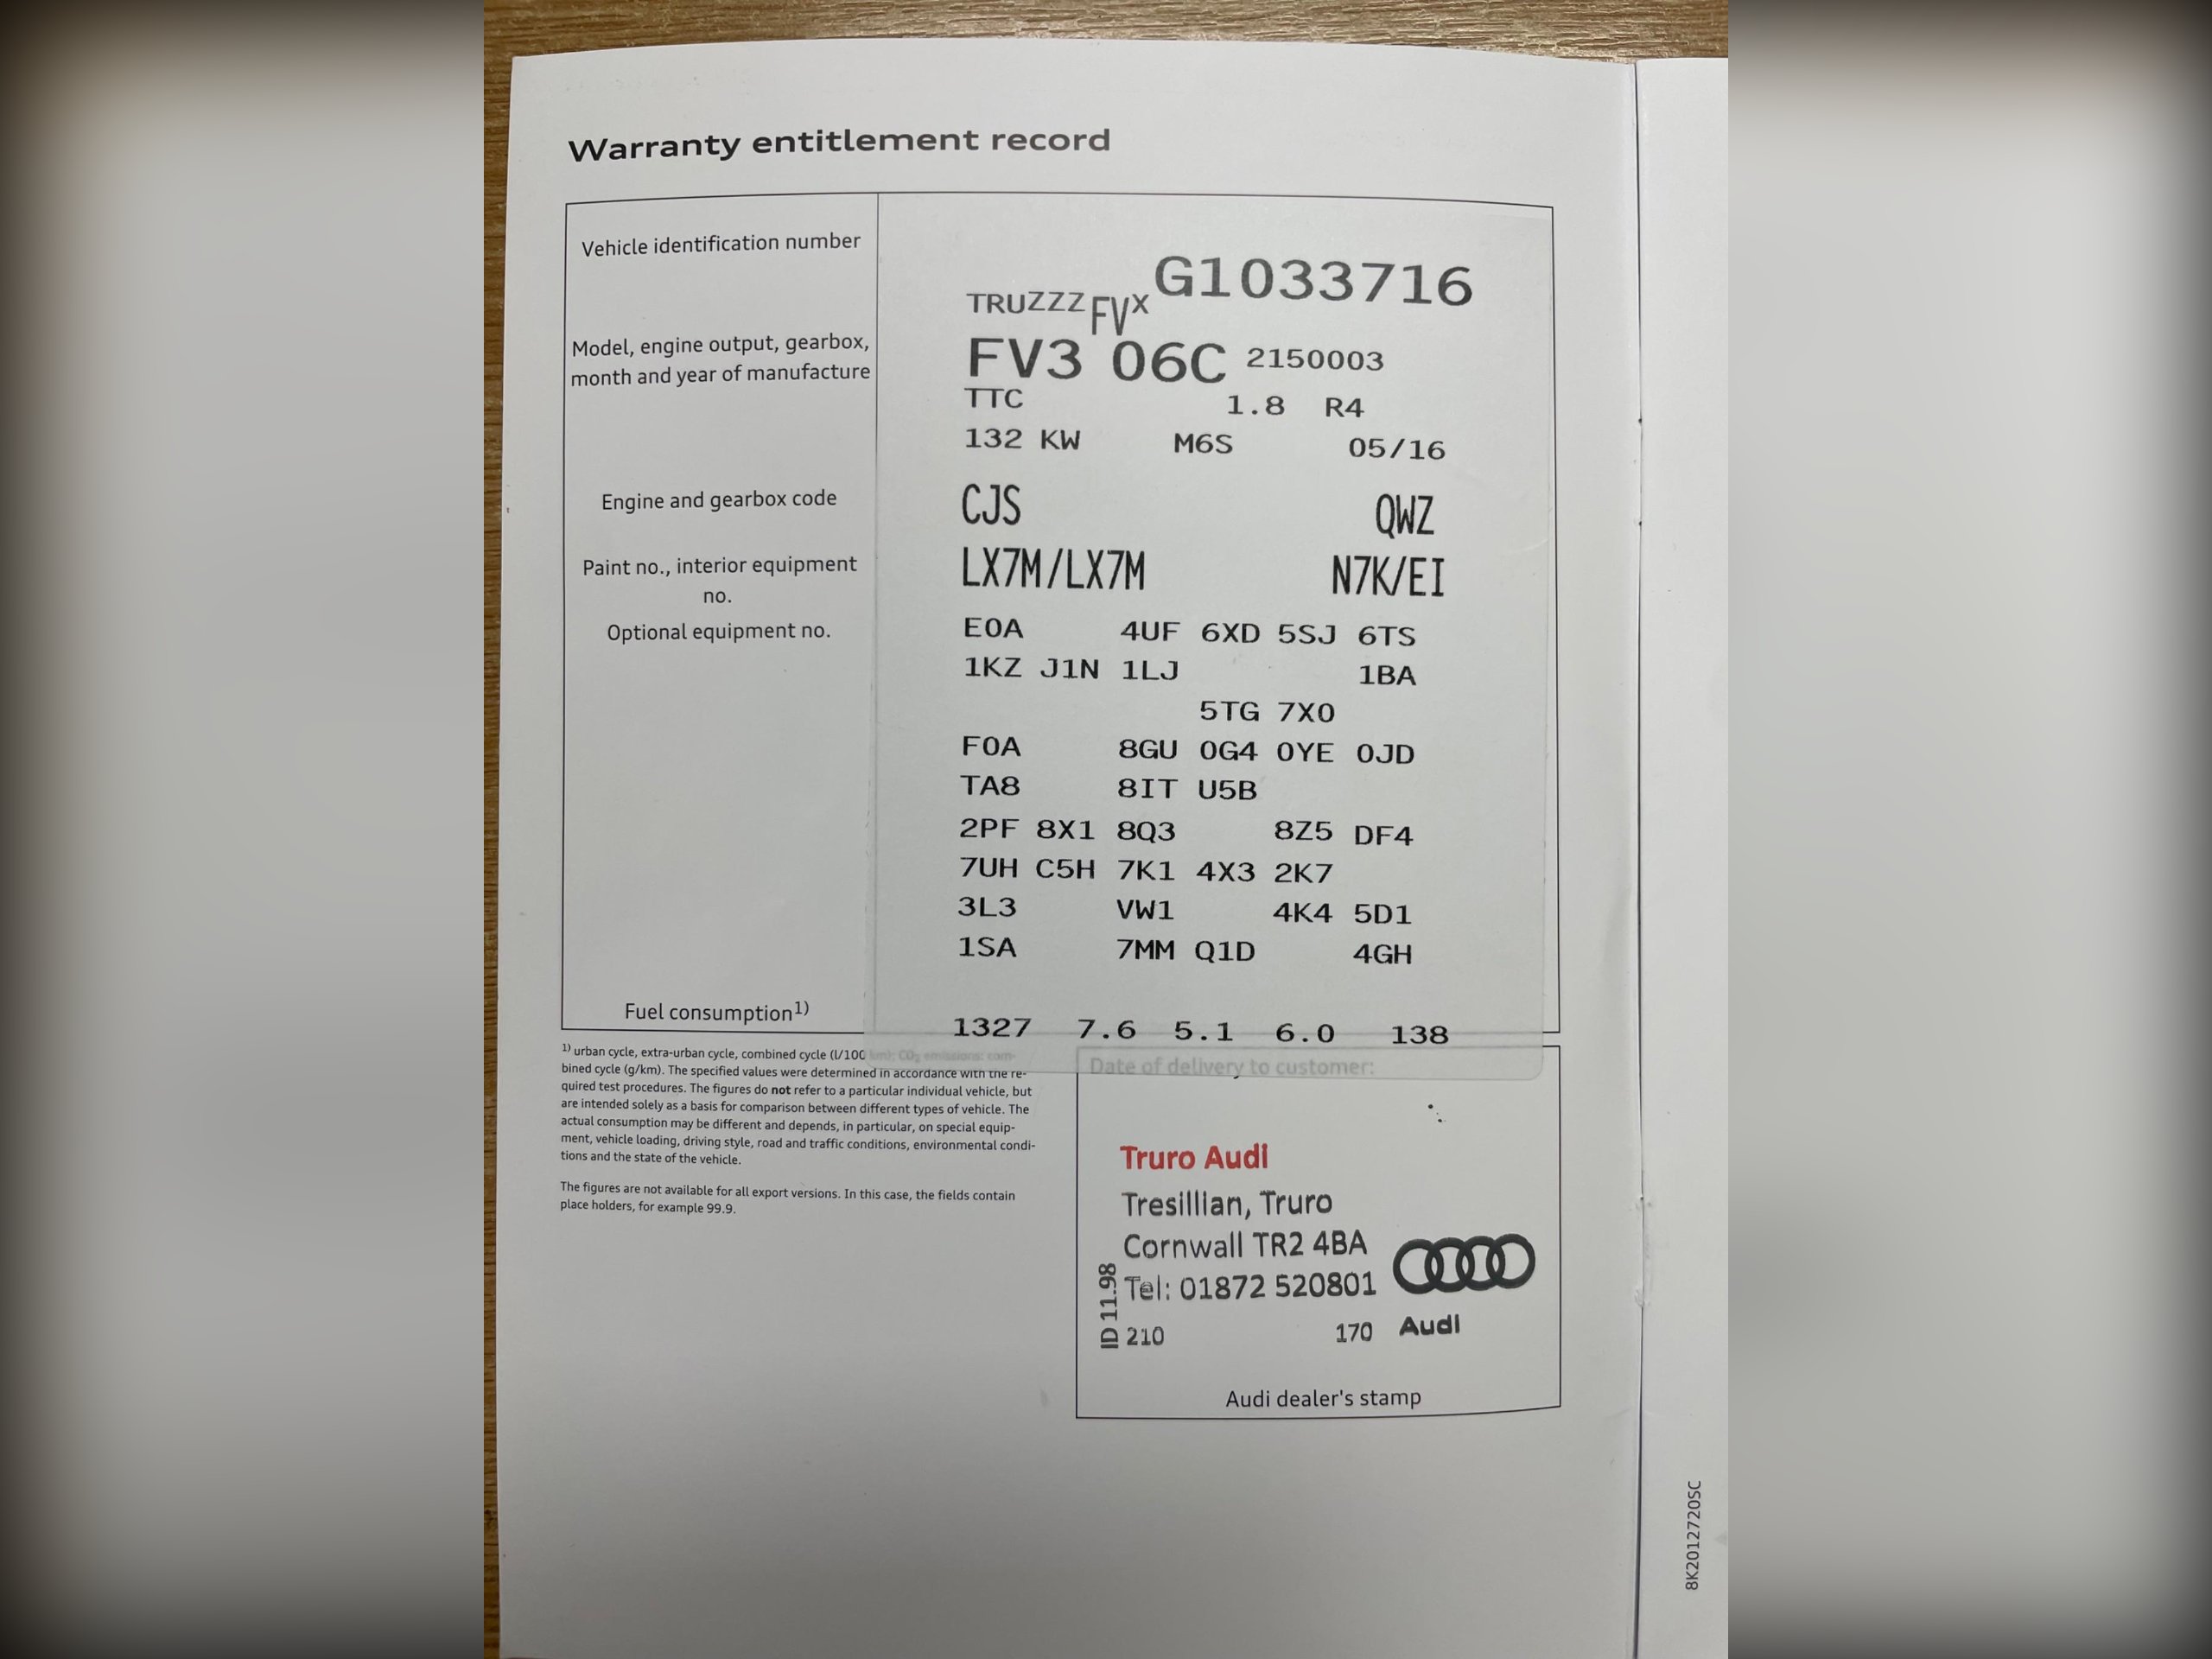 Warranty entitlement record
Vehicle identification number
TRUZZZFVXG1033716
Model, engine output, gearbox,
month and year of manufacture
FV3 06C 2150003
TTC 1.8 R4
132 KW M6S 05/16
Engine and gearbox code
CJS QWZ
Paint no., interior equipment
no.
LX7M/LX7M N7K/EI
Optional equipment no.
E0A 4UF 6XD 5SJ 6TS
1KZ J1N 1LJ 1BA
5TG 7X0
F0A 8GU 0G4 0YE 0JD
TA8 8IT U5B
2PF 8X1 8Q3 8Z5 DF4
7UH C5H 7K1 4X3 2K7
3L3 VW1 4K4 5D1
1SA 7MM Q1D 4GH
Fuel consumption1)
1327 7.6 5.1 6.0 138
1) urban cycle, extra-urban cycle, combined cycle (l/100 km); CO2 emissions: com-
bined cycle (g/km). The specified values were determined in accordance with the re-
quired test procedures. The figures do not refer to a particular individual vehicle, but
are intended solely as a basis for comparison between different types of vehicle. The
actual consumption may be different and depends, in particular, on special equip-
ment, vehicle loading, driving style, road and traffic conditions, environmental condi-
tions and the state of the vehicle.
The figures are not available for all export versions. In this case, the fields contain
place holders, for example 99.9.
Date of delivery to customer:
Truro Audi
Tresillian, Truro
Cornwall TR2 4BA
Tel: 01872 520801
210 170
ID 11.98
Audi
Audi dealer's stamp
8K2012720SC